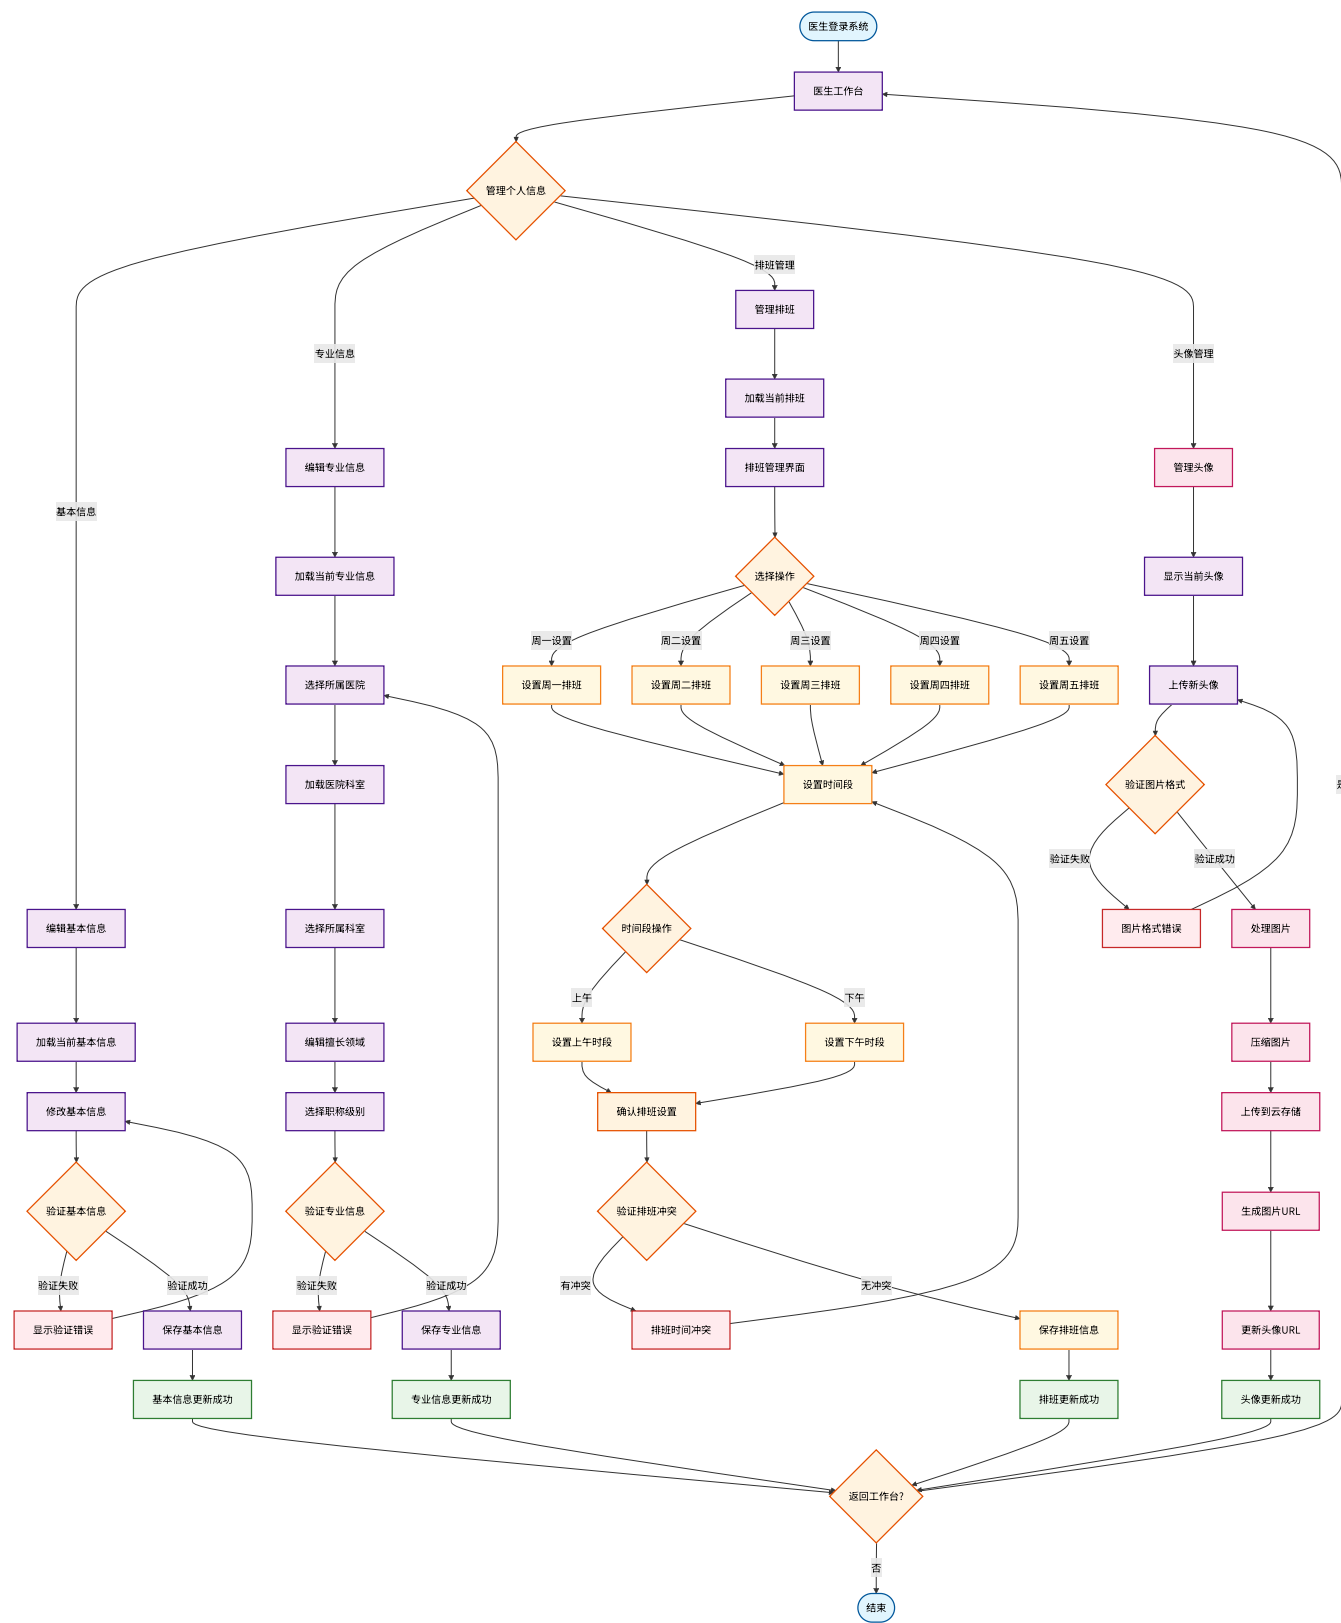 医生登录系统
医生工作台
管理个人信息
排班管理
管理排班
专业信息
头像管理
加载当前排班
编辑专业信息
排班管理界面
管理头像
基本信息
加载当前专业信息
选择操作
显示当前头像
周一设置
周二设置
周三设置
周四设置
周五设置
选择所属医院
设置周一排班
设置周二排班
设置周三排班
设置周四排班
设置周五排班
上传新头像
加载医院科室
设置时间段
验证图片格式
验证失败
验证成功
编辑基本信息
选择所属科室
时间段操作
图片格式错误
处理图片
上午
下午
加载当前基本信息
编辑擅长领域
设置上午时段
设置下午时段
压缩图片
修改基本信息
选择职称级别
确认排班设置
上传到云存储
验证基本信息
验证专业信息
验证排班冲突
生成图片URL
验证失败
验证成功
验证失败
验证成功
有冲突
无冲突
显示验证错误
保存基本信息
显示验证错误
保存专业信息
排班时间冲突
保存排班信息
更新头像URL
基本信息更新成功
专业信息更新成功
排班更新成功
头像更新成功
返回工作台?
否
结束